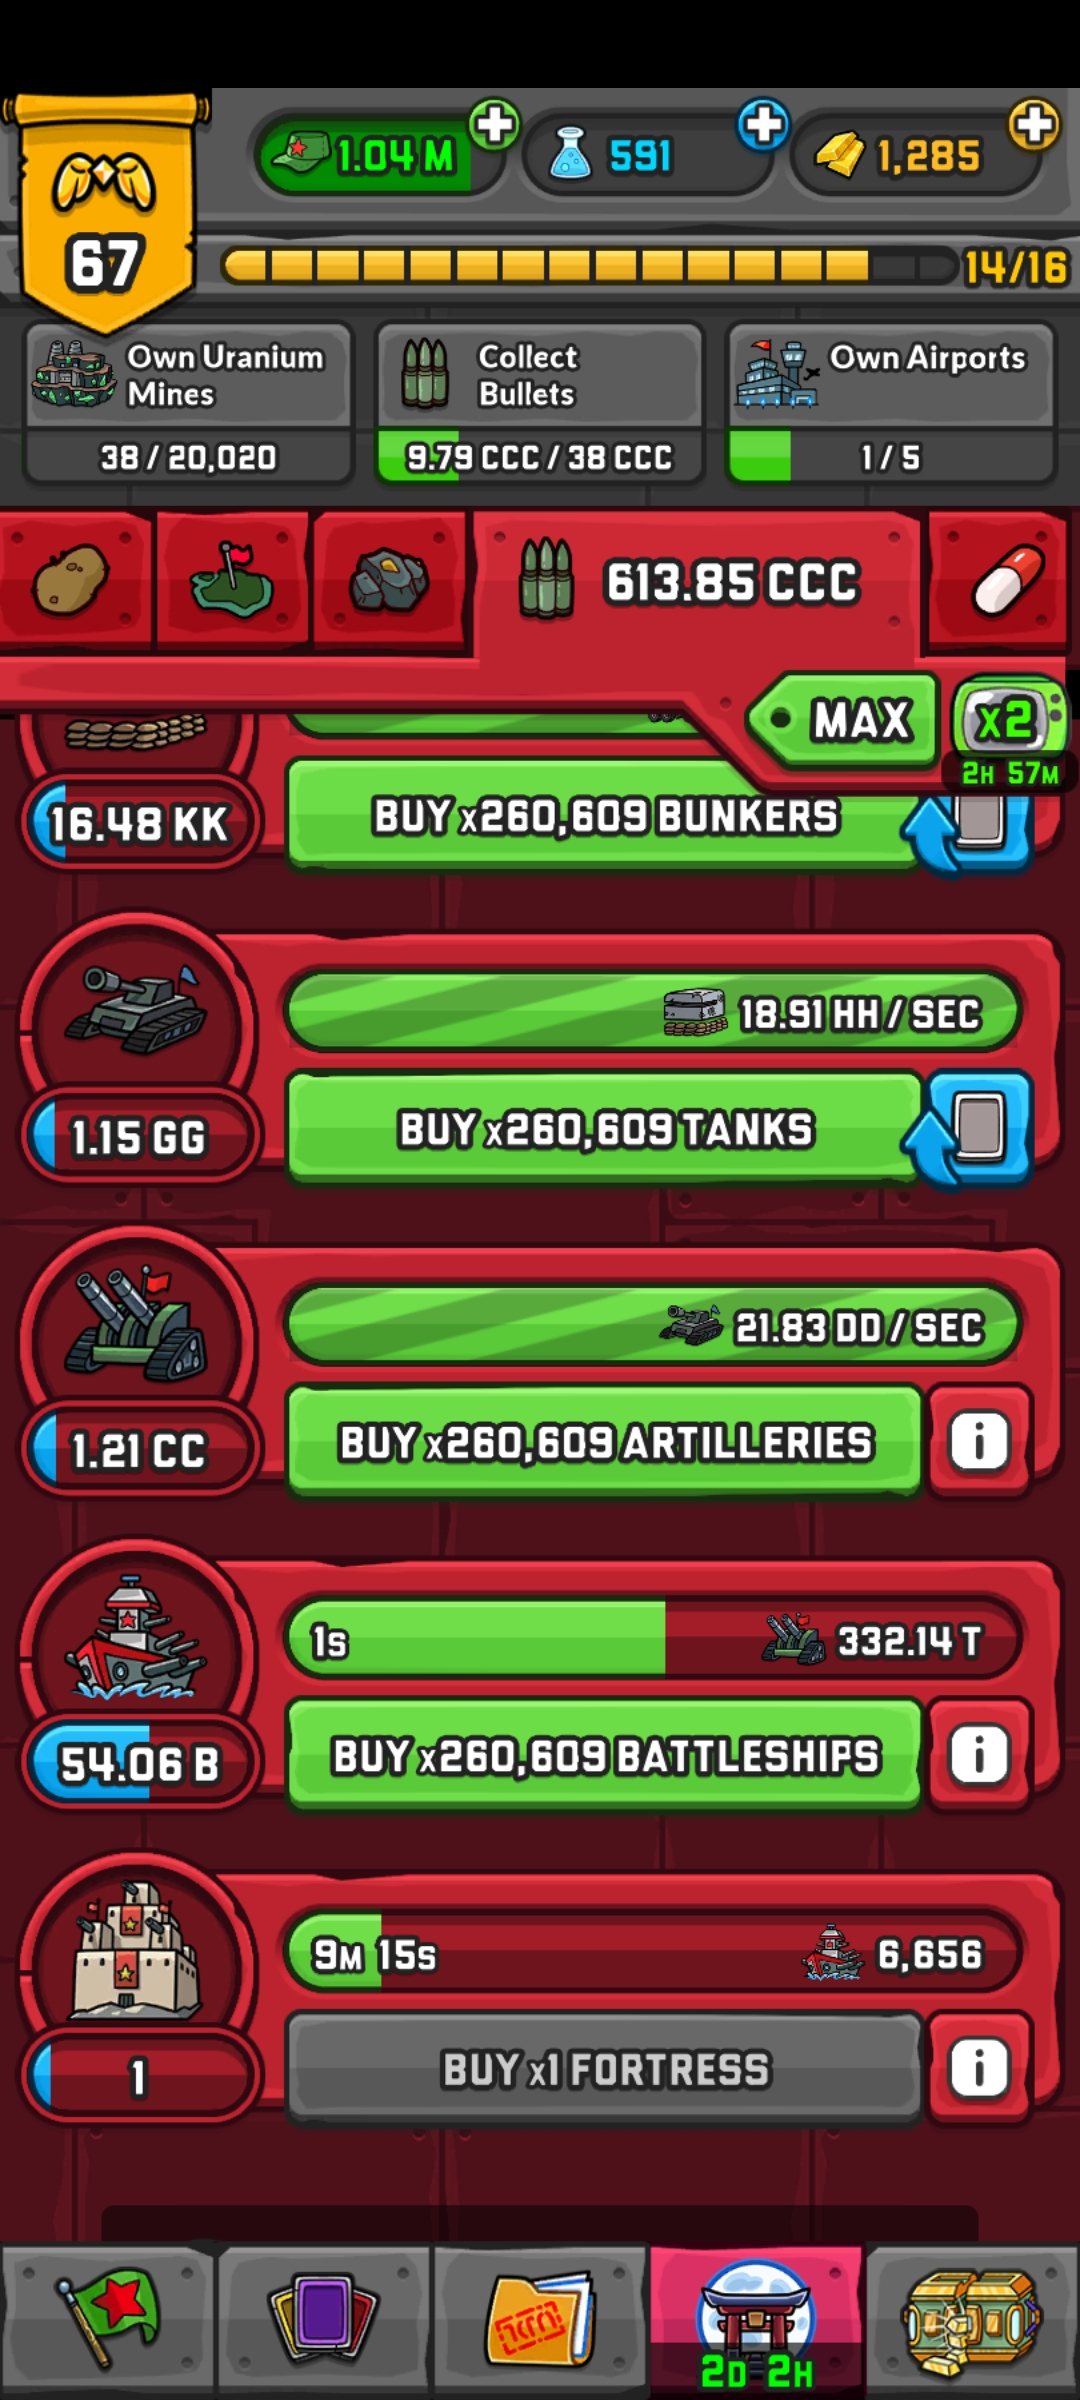 1.04 M
591
1,285
67
14/16
Own Uranium
Mines
38 / 20,020
Collect
Bullets
9.79 CCC / 38 CCC
Own Airports
1 / 5
613.85 CCC
MAX
x2
2H 57M
16.48 KK
BUY x260,609 BUNKERS
18.91 HH / SEC
1.15 GG
BUY x260,609 TANKS
21.83 DD / SEC
1.21 CC
BUY x260,609 ARTILLERIES
i
1s
332.14 T
54.06 B
BUY x260,609 BATTLESHIPS
i
9M 15s
6,656
1
BUY x1 FORTRESS
i
2D 2H